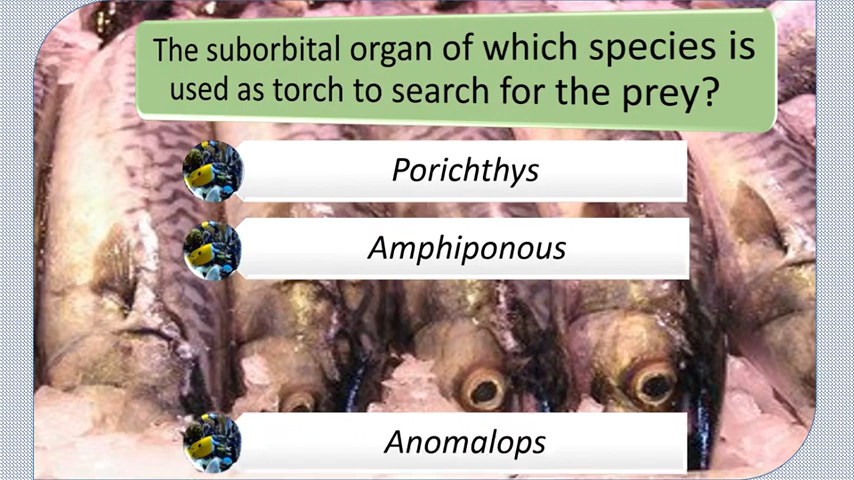 The suborbital organ of which species is
used as torch to search for the prey?
Porichthys
Amphiponous
Anomalops